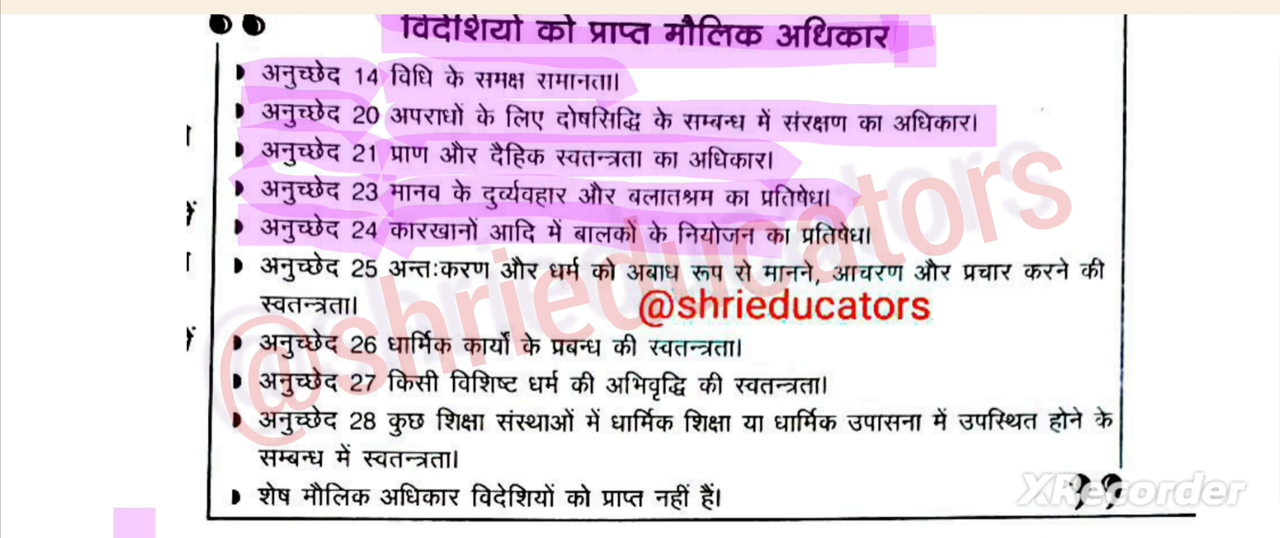 विदेशियों को प्राप्त मौलिक अधिकार
अनुच्छेद 14 विधि के समक्ष रामानता।
अनुच्छेद 20 अपराधों के लिए दोषसिद्धि के सम्बन्ध में संरक्षण का अधिकार।
अनुच्छेद 21 प्राण और दैहिक स्वतन्त्रता का अधिकार।
अनुच्छेद 23 मानव के दुर्व्यवहार और बलातश्रम का प्रतिषेध।
अनुच्छेद 24 कारखानों आदि में बालकों के नियोजन का प्रतिषेध।
अनुच्छेद 25 अन्तःकरण और धर्म को अबाध रूप से मानने, आचरण और प्रचार करने की
स्वतन्त्रता।
@shrieducators
@shrieducators
अनुच्छेद 26 धार्मिक कार्यों के प्रबन्ध की स्वतन्त्रता।
अनुच्छेद 27 किसी विशिष्ट धर्म की अभिवृद्धि की स्वतन्त्रता।
अनुच्छेद 28 कुछ शिक्षा संस्थाओं में धार्मिक शिक्षा या धार्मिक उपासना में उपस्थित होने के
सम्बन्ध में स्वतन्त्रता।
शेष मौलिक अधिकार विदेशियों को प्राप्त नहीं हैं।
XRecorder